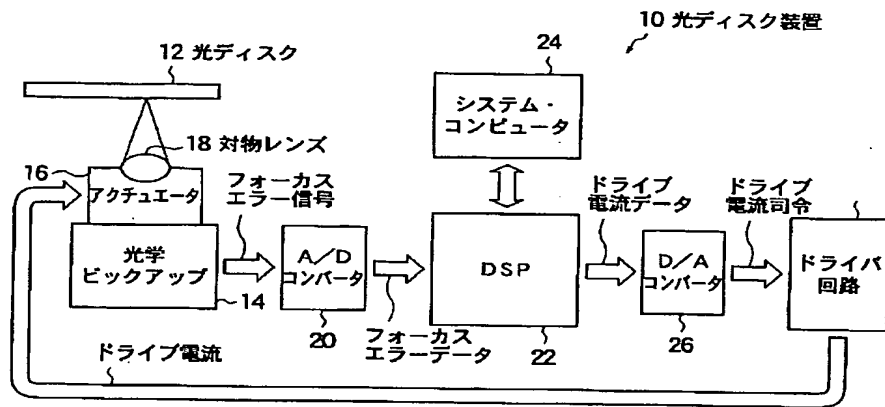 10 光ディスク装置
12 光ディスク
24
システム・
コンピュータ
18 対物レンズ
16
アクチュエータ
フォーカス
エラー信号
ドライブ
電流データ
ドライブ
電流司令
光学
ピックアップ
A/D
コンバータ
DSP
D/A
コンバータ
ドライバ
回路
14
20
フォーカス
エラーデータ
22
26
ドライブ電流